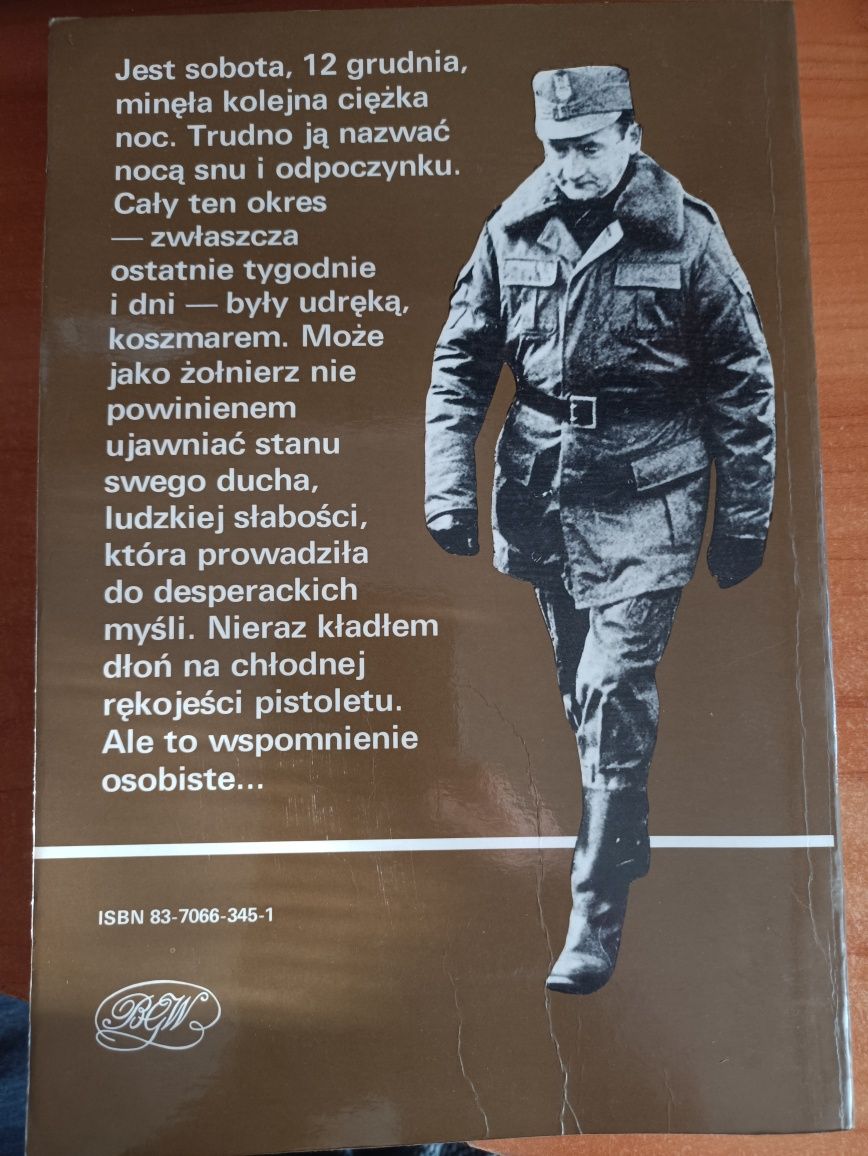 Jest sobota, 12 grudnia,
minęła kolejna ciężka
noc. Trudno ją nazwać
nocą snu i odpoczynku.
Cały ten okres
— zwłaszcza
ostatnie tygodnie
i dni — były udręką,
koszmarem. Może
jako żołnierz nie
powinienem
ujawniać stanu
swego ducha,
ludzkiej słabości,
która prowadziła
do desperackich
myśli. Nieraz kładłem
dłoń na chłodnej
rękojeści pistoletu.
Ale to wspomnienie
osobiste...
ISBN 83-7066-345-1
BGW